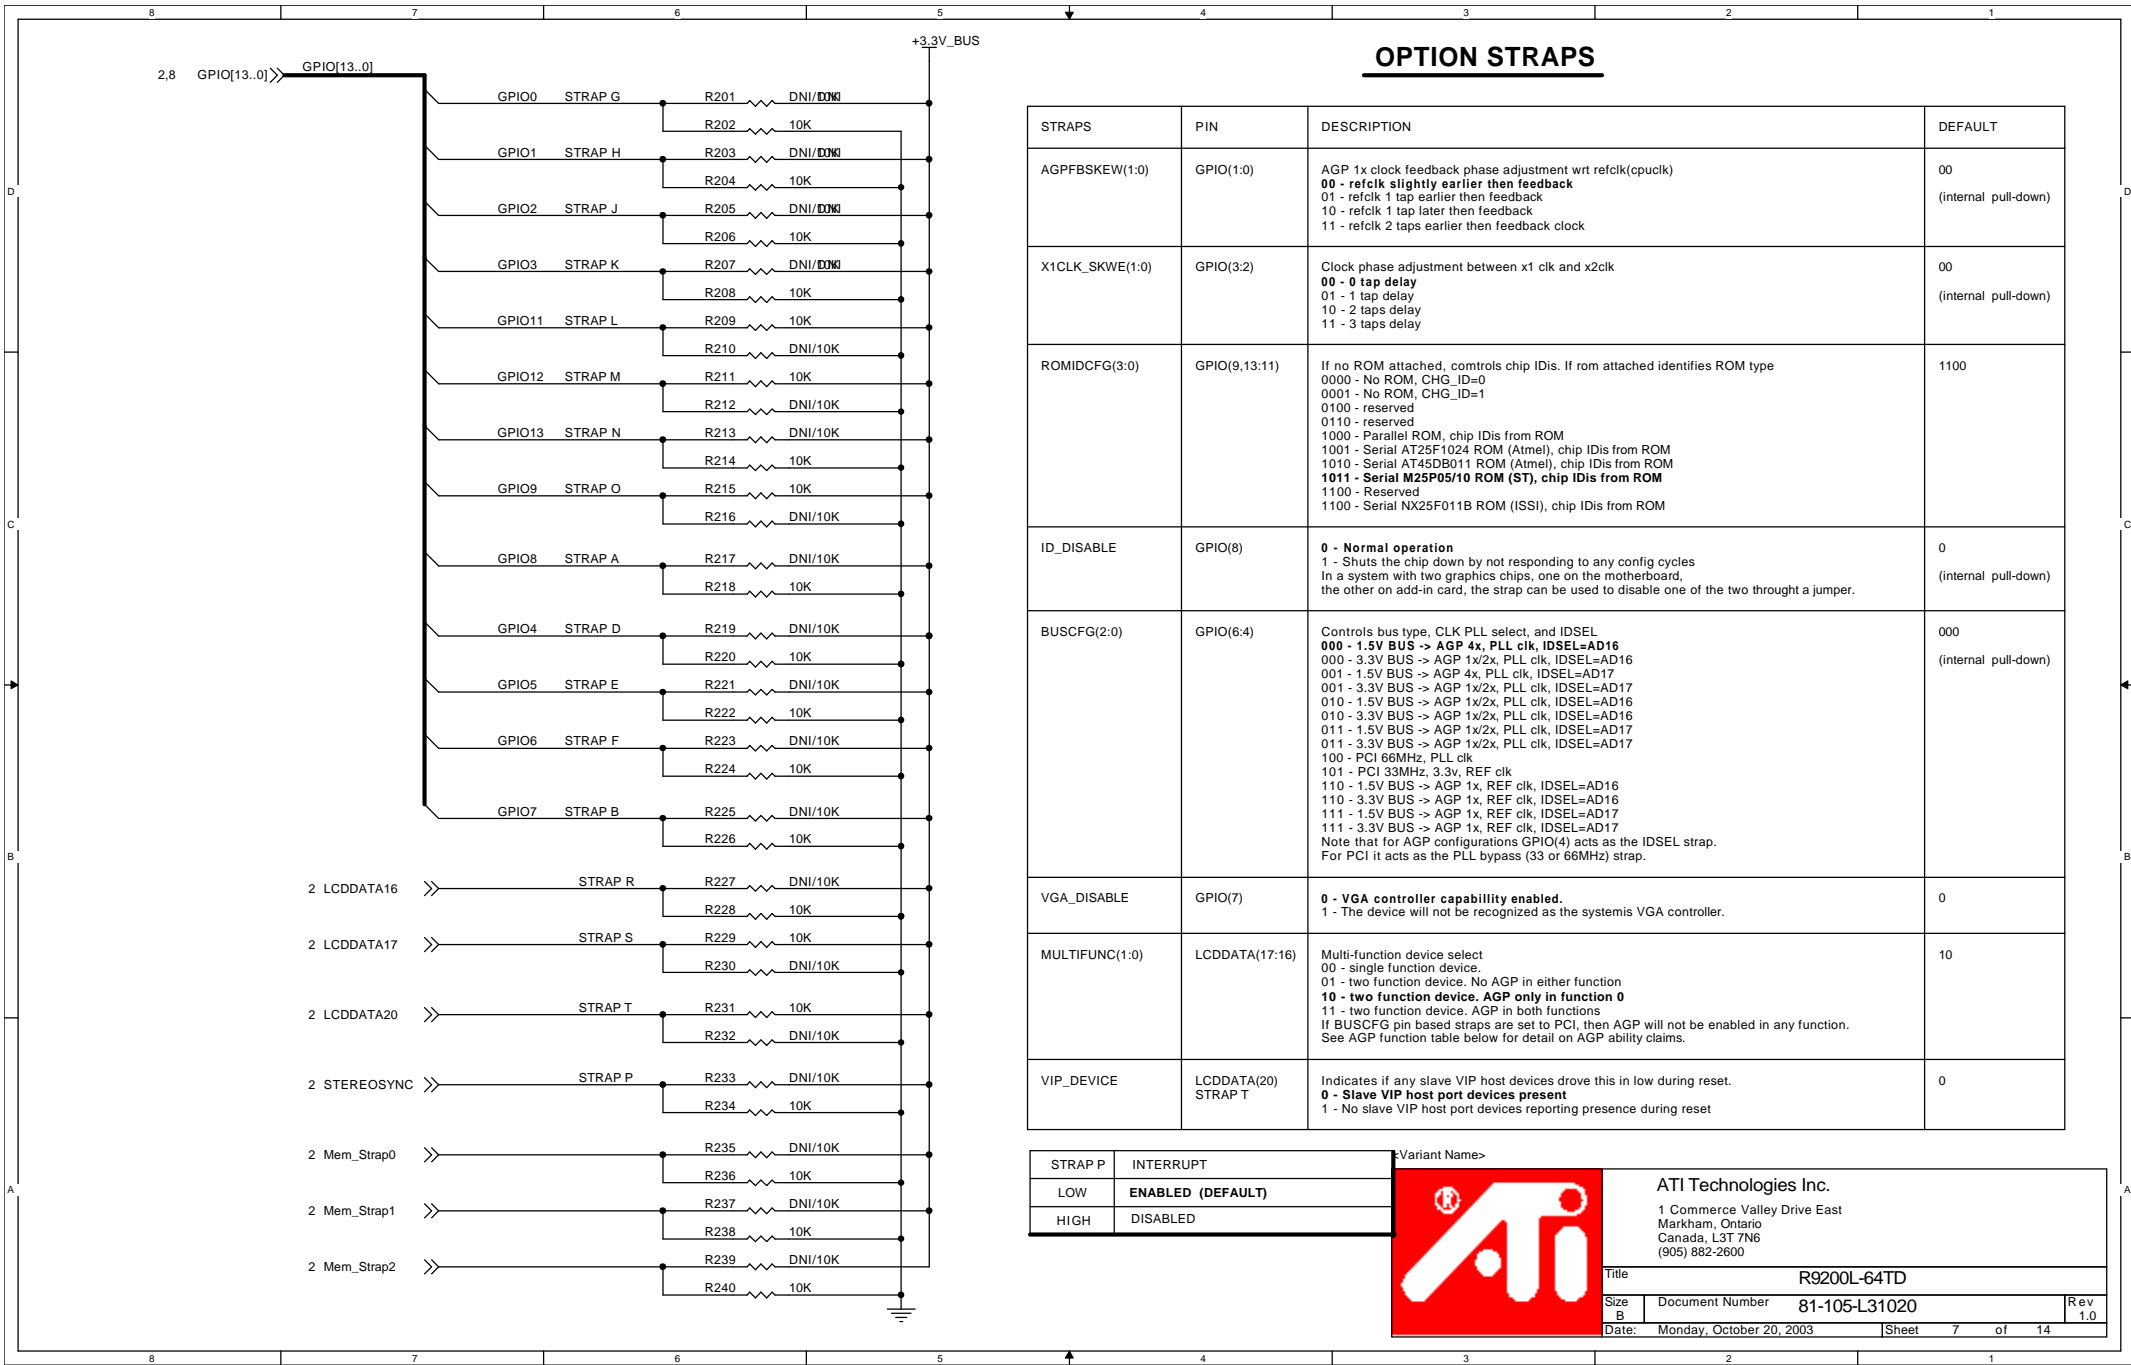 8 7 6 5 4 3 2 1
+3.3V_BUS
OPTION STRAPS
2,8 GPIO[13..0] GPIO[13..0]
GPIO0 STRAP G R201
R202 10K
GPIO1 STRAP H R203
R204 10K
GPIO2 STRAP J R205
R206 10K
GPIO3 STRAP K R207
R208 10K
GPIO11 STRAP L R209 10K
R210 DNI/10K
GPIO12 STRAP M R211 10K
R212 DNI/10K
GPIO13 STRAP N R213 DNI/10K
R214 10K
GPIO9 STRAP O R215 10K
R216 DNI/10K
GPIO8 STRAP A R217 DNI/10K
R218 10K
GPIO4 STRAP D R219 DNI/10K
R220 10K
GPIO5 STRAP E R221 DNI/10K
R222 10K
GPIO6 STRAP F R223 DNI/10K
R224 10K
GPIO7 STRAP B R225 DNI/10K
R226 10K
2 LCDDATA16 STRAP R R227 DNI/10K
R228 10K
2 LCDDATA17 STRAP S R229 10K
R230 DNI/10K
2 LCDDATA20 STRAP T R231 10K
R232 DNI/10K
2 STEREOSYNC STRAP P R233 DNI/10K
R234 10K
2 Mem_Strap0 R235 DNI/10K
R236 10K
2 Mem_Strap1 R237 DNI/10K
R238 10K
2 Mem_Strap2 R239 DNI/10K
R240 10K
STRAPS PIN DESCRIPTION DEFAULT
AGPFBSKEW(1:0) GPIO(1:0) AGP 1x clock feedback phase adjustment wrt refclk(cpuclk) 00
00 - refclk slightly earlier then feedback
01 - refclk 1 tap earlier then feedback (internal pull-down)
10 - refclk 1 tap later then feedback
11 - refclk 2 taps earlier then feedback clock
X1CLK_SKWE(1:0) GPIO(3:2) Clock phase adjustment between x1 clk and x2clk 00
00 - 0 tap delay
01 - 1 tap delay (internal pull-down)
10 - 2 taps delay
11 - 3 taps delay
ROMIDCFG(3:0) GPIO(9,13:11) If no ROM attached, comtrols chip IDis. If rom attached identifies ROM type 1100
0000 - No ROM, CHG_ID=0
0001 - No ROM, CHG_ID=1
0100 - reserved
0110 - reserved
1000 - Parallel ROM, chip IDis from ROM
1001 - Serial AT25F1024 ROM (Atmel), chip IDis from ROM
1010 - Serial AT45DB011 ROM (Atmel), chip IDis from ROM
1011 - Serial M25P05/10 ROM (ST), chip IDis from ROM
1100 - Reserved
1100 - Serial NX25F011B ROM (ISSI), chip IDis from ROM
ID_DISABLE GPIO(8) 0 - Normal operation 0
1 - Shuts the chip down by not responding to any config cycles
In a system with two graphics chips, one on the motherboard, (internal pull-down)
the other on add-in card, the strap can be used to disable one of the two throught a jumper.
BUSCFG(2:0) GPIO(6:4) Controls bus type, CLK PLL select, and IDSEL 000
000 - 1.5V BUS -> AGP 4x, PLL clk, IDSEL=AD16
000 - 3.3V BUS -> AGP 1x/2x, PLL clk, IDSEL=AD16 (internal pull-down)
001 - 1.5V BUS -> AGP 4x, PLL clk, IDSEL=AD17
001 - 3.3V BUS -> AGP 1x/2x, PLL clk, IDSEL=AD17
010 - 1.5V BUS -> AGP 1x/2x, PLL clk, IDSEL=AD16
010 - 3.3V BUS -> AGP 1x/2x, PLL clk, IDSEL=AD16
011 - 1.5V BUS -> AGP 1x/2x, PLL clk, IDSEL=AD17
011 - 3.3V BUS -> AGP 1x/2x, PLL clk, IDSEL=AD17
100 - PCI 66MHz, PLL clk
101 - PCI 33MHz, 3.3v, REF clk
110 - 1.5V BUS -> AGP 1x, REF clk, IDSEL=AD16
110 - 3.3V BUS -> AGP 1x, REF clk, IDSEL=AD16
111 - 1.5V BUS -> AGP 1x, REF clk, IDSEL=AD17
111 - 3.3V BUS -> AGP 1x, REF clk, IDSEL=AD17
Note that for AGP configurations GPIO(4) acts as the IDSEL strap.
For PCI it acts as the PLL bypass (33 or 66MHz) strap.
VGA_DISABLE GPIO(7) 0 - VGA controller capabillity enabled. 0
1 - The device will not be recognized as the systemis VGA controller.
MULTIFUNC(1:0) LCDDATA(17:16) Multi-function device select 10
00 - single function device.
01 - two function device. No AGP in either function
10 - two function device. AGP only in function 0
11 - two function device. AGP in both functions
If BUSCFG pin based straps are set to PCI, then AGP will not be enabled in any function.
See AGP function table below for detail on AGP ability claims.
VIP_DEVICE LCDDATA(20) Indicates if any slave VIP host devices drove this in low during reset. 0
STRAP T 0 - Slave VIP host port devices present
1 - No slave VIP host port devices reporting presence during reset
STRAP P INTERRUPT
LOW ENABLED (DEFAULT)
HIGH DISABLED
<Variant Name>
ATI ®
ATI Technologies Inc.
1 Commerce Valley Drive East
Markham, Ontario
Canada, L3T 7N6
(905) 882-2600
Title R9200L-64TD
Size B Document Number 81-105-L31020 Rev 1.0
Date: Monday, October 20, 2003 Sheet 7 of 14
D D
C C
B B
A A
8 7 6 5 4 3 2 1